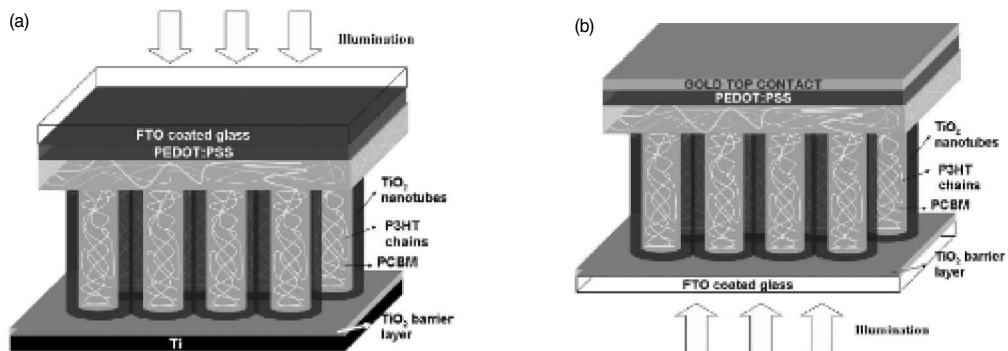 (a)
Illumination
FTO coated glass
PEDOT:PSS
TiO2
nanotubes
P3HT
chains
PCBM
TiO2 barrier
layer
Ti
(b)
GOLD TOP CONTACT
PEDOT:PSS
TiO2
nanotubes
P3HT
chains
PCBM
TiO2 barrier
layer
FTO coated glass
Illumination